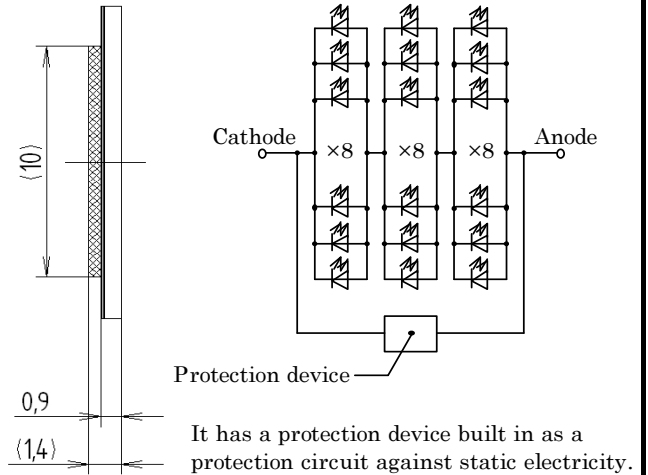 (10)
Cathode
×8 ×8 ×8
Anode
Protection device
0,9
(1,4)
It has a protection device built in as a
protection circuit against static electricity.